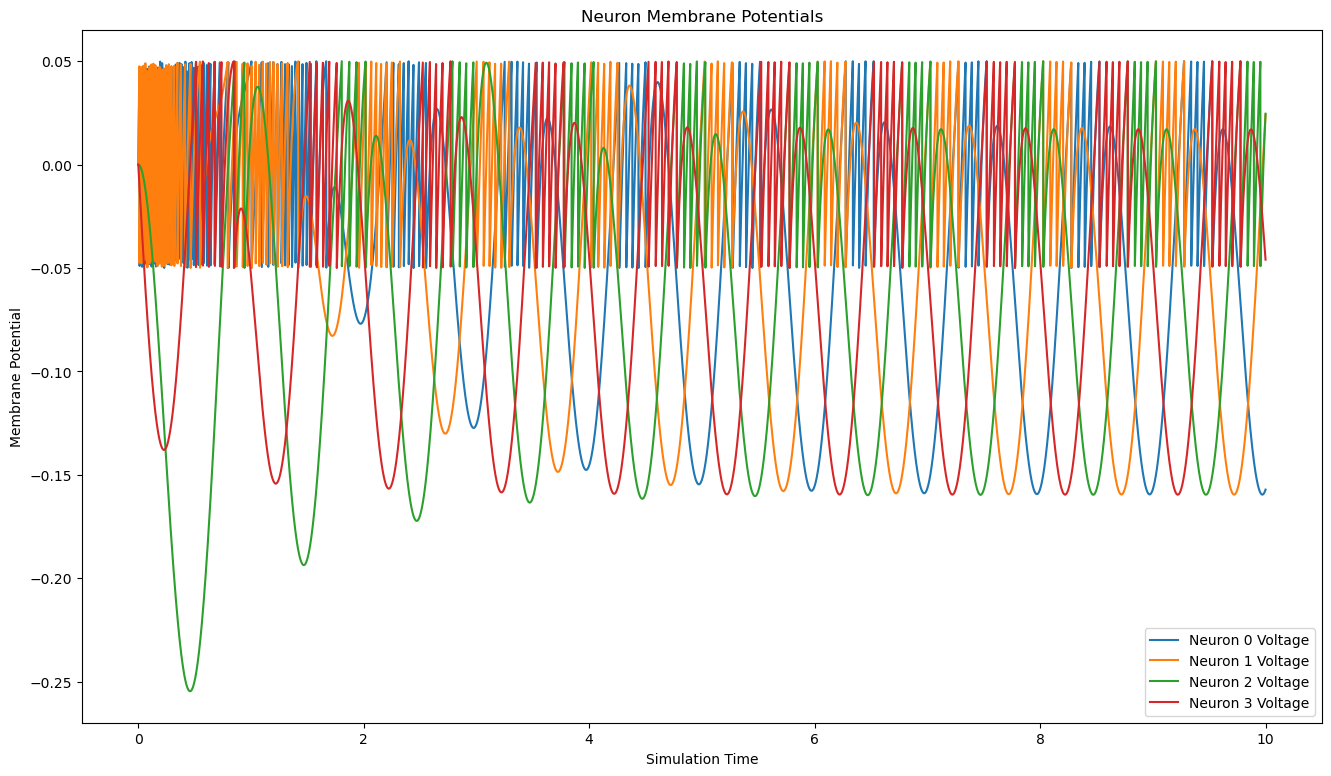 Neuron Membrane Potentials
Membrane Potential
0.05
0.00
−0.05
−0.10
−0.15
−0.20
−0.25
0 2 4 6 8 10
Simulation Time
Neuron 0 Voltage
Neuron 1 Voltage
Neuron 2 Voltage
Neuron 3 Voltage